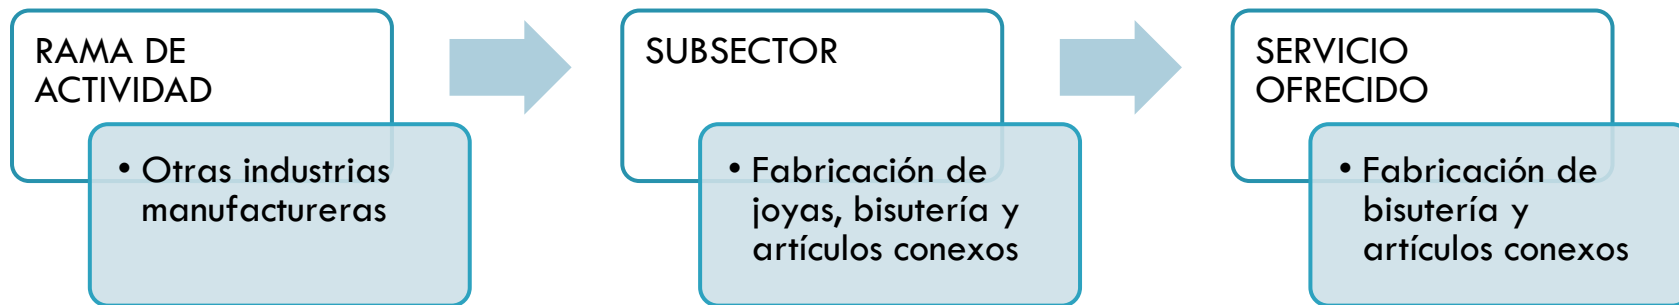 RAMA DE
ACTIVIDAD
• Otras industrias
manufactureras
SUBSECTOR
• Fabricación de
joyas, bisutería y
artículos conexos
SERVICIO
OFRECIDO
• Fabricación de
bisutería y
artículos conexos